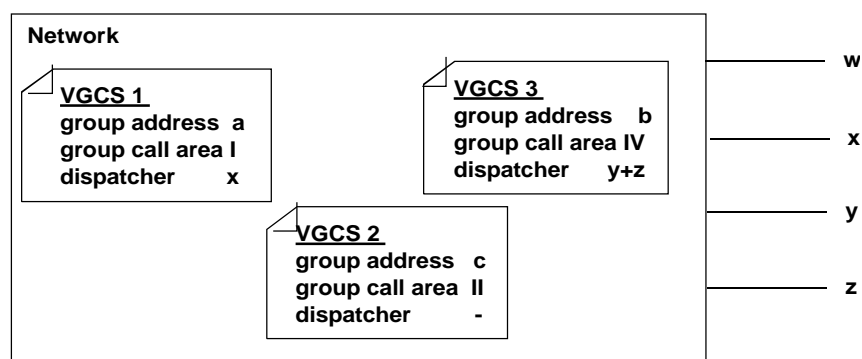 Network
VGCS 1
group address a
group call area I
dispatcher x
VGCS 3
group address b
group call area IV
dispatcher y+z
VGCS 2
group address c
group call area II
dispatcher -
w
x
y
z